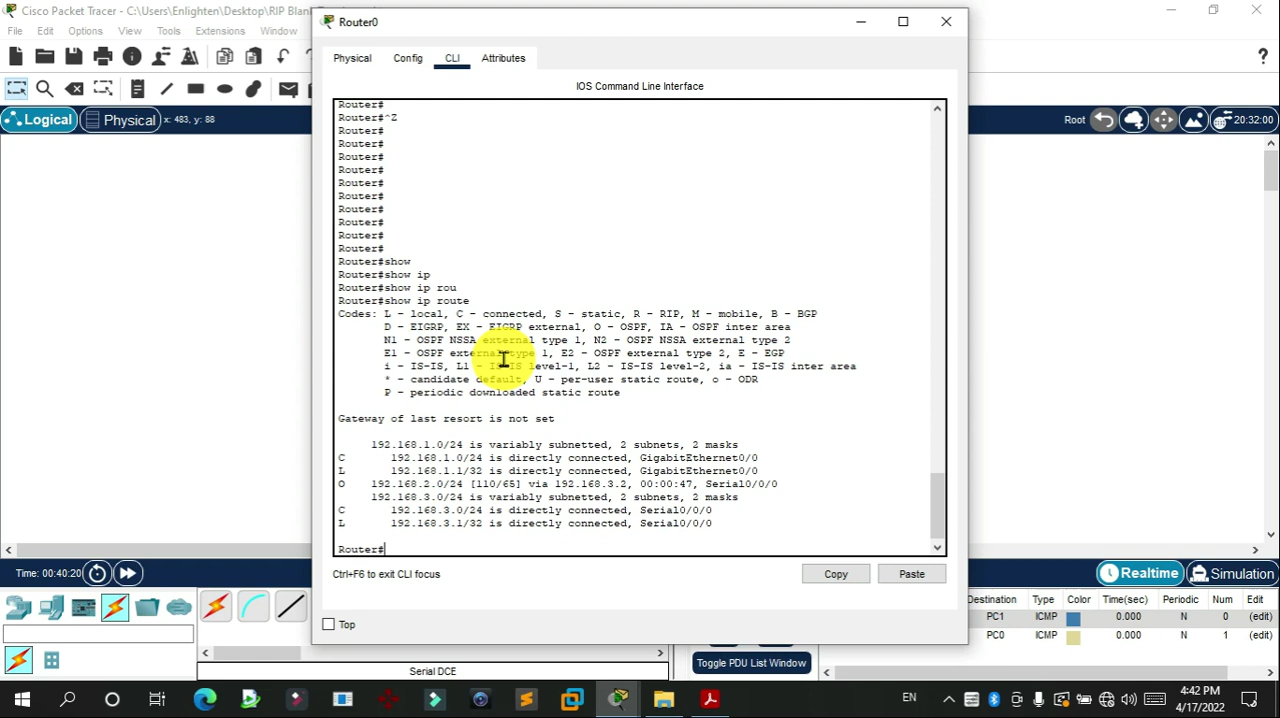 Cisco Packet Tracer - C:\Users\Enlighten\Desktop\RIP Blan
Router0
File Edit Options View Tools Extensions Window
Physical Config CLI Attributes
IOS Command Line Interface
Logical Physical x: 483, y: 88
Root 20:32:00
Router#
Router#^Z
Router#
Router#
Router#
Router#
Router#
Router#
Router#
Router#
Router#
Router#
Router#show
Router#show ip
Router#show ip rou
Router#show ip route
Codes: L - local, C - connected, S - static, R - RIP, M - mobile, B - BGP
D - EIGRP, EX - EIGRP external, O - OSPF, IA - OSPF inter area
N1 - OSPF NSSA external type 1, N2 - OSPF NSSA external type 2
E1 - OSPF external type 1, E2 - OSPF external type 2, E - EGP
i - IS-IS, L1 - IS-IS level-1, L2 - IS-IS level-2, ia - IS-IS inter area
* - candidate default, U - per-user static route, o - ODR
P - periodic downloaded static route
Gateway of last resort is not set
192.168.1.0/24 is variably subnetted, 2 subnets, 2 masks
C 192.168.1.0/24 is directly connected, GigabitEthernet0/0
L 192.168.1.1/32 is directly connected, GigabitEthernet0/0
O 192.168.2.0/24 [110/65] via 192.168.3.2, 00:00:47, Serial0/0/0
192.168.3.0/24 is variably subnetted, 2 subnets, 2 masks
C 192.168.3.0/24 is directly connected, Serial0/0/0
L 192.168.3.1/32 is directly connected, Serial0/0/0
Router#
Ctrl+F6 to exit CLI focus
Copy Paste
Top
Time: 00:40:20
Realtime Simulation
Destination Type Color Time(sec) Periodic Num Edit
PC1 ICMP 0.000 N 0 (edit)
PC0 ICMP 0.000 N 1 (edit)
Serial DCE
Toggle PDU List Window
EN
4:42 PM
4/17/2022